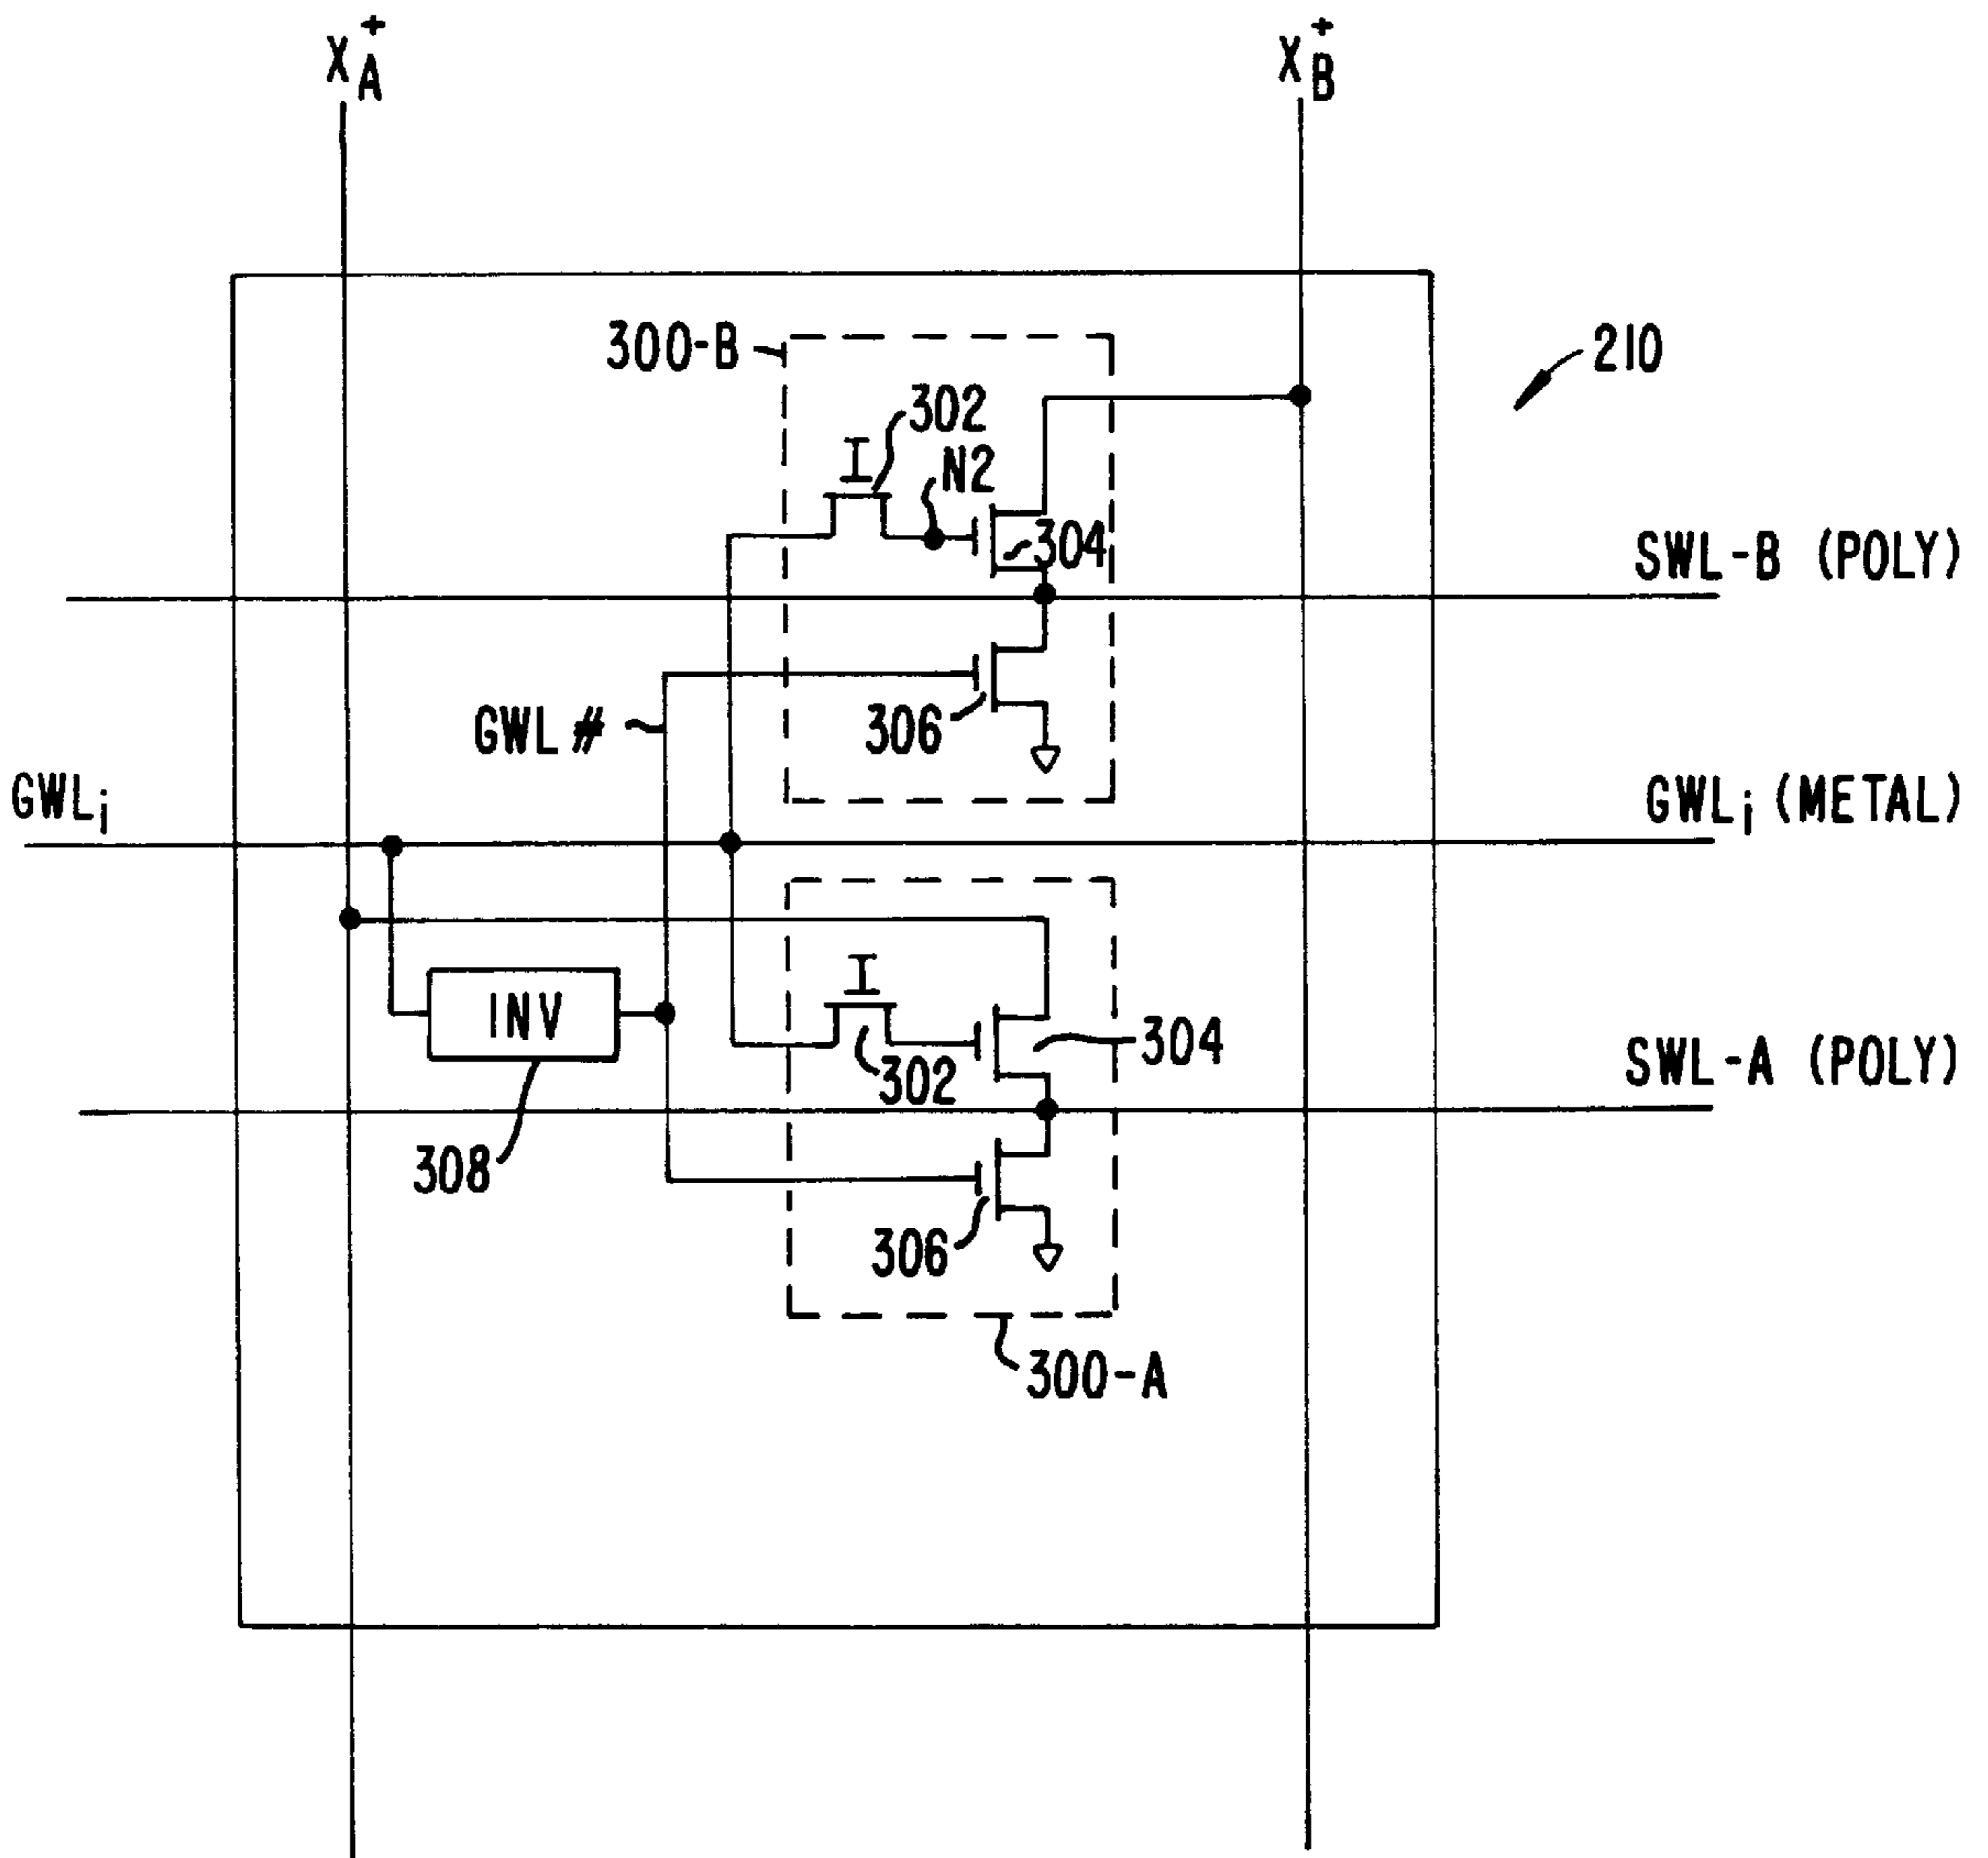 X_A^+
X_B^+
300-B
302
N2
304
210
SWL-B (POLY)
306
GWL #
GWL_i
GWL_i (METAL)
INV
302
304
SWL-A (POLY)
308
306
300-A